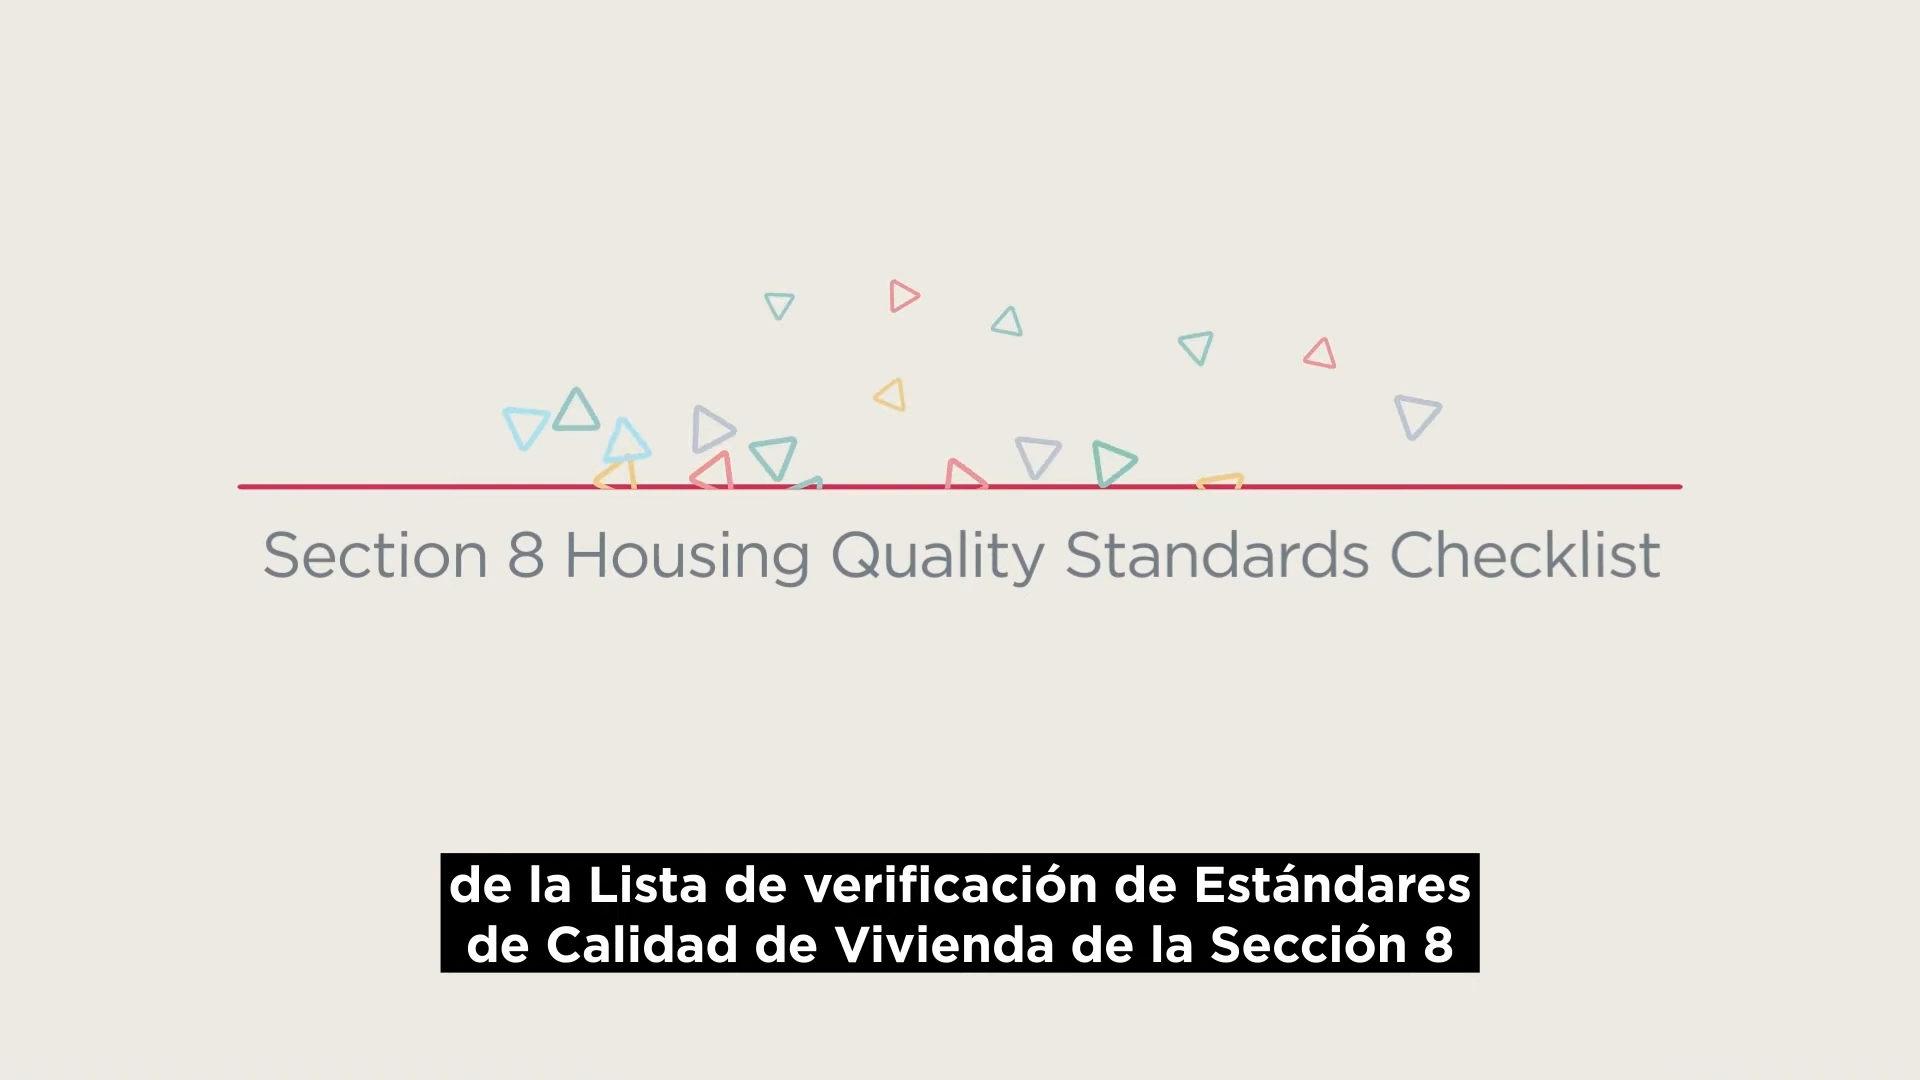 Section 8 Housing Quality Standards Checklist
de la Lista de verificación de Estándares
de Calidad de Vivienda de la Sección 8